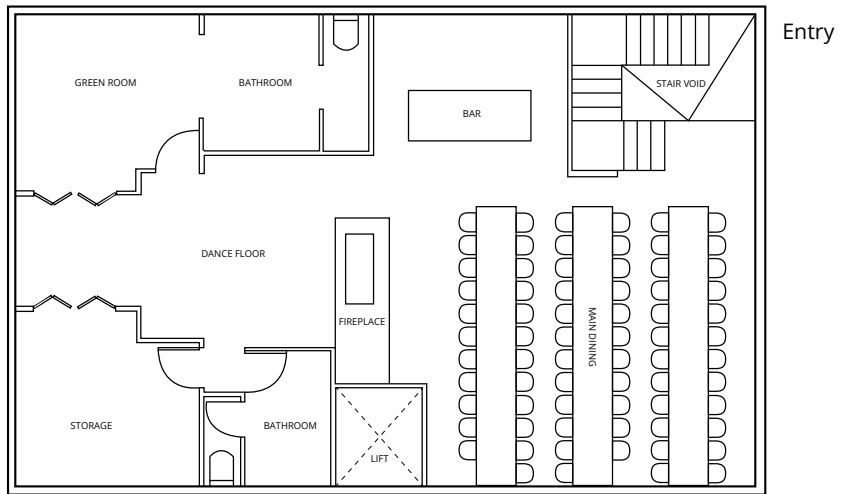 Entry
GREEN ROOM
BATHROOM
STAIR VOID
BAR
DANCE FLOOR
FIREPLACE
MAIN DINING
STORAGE
BATHROOM
LIFT